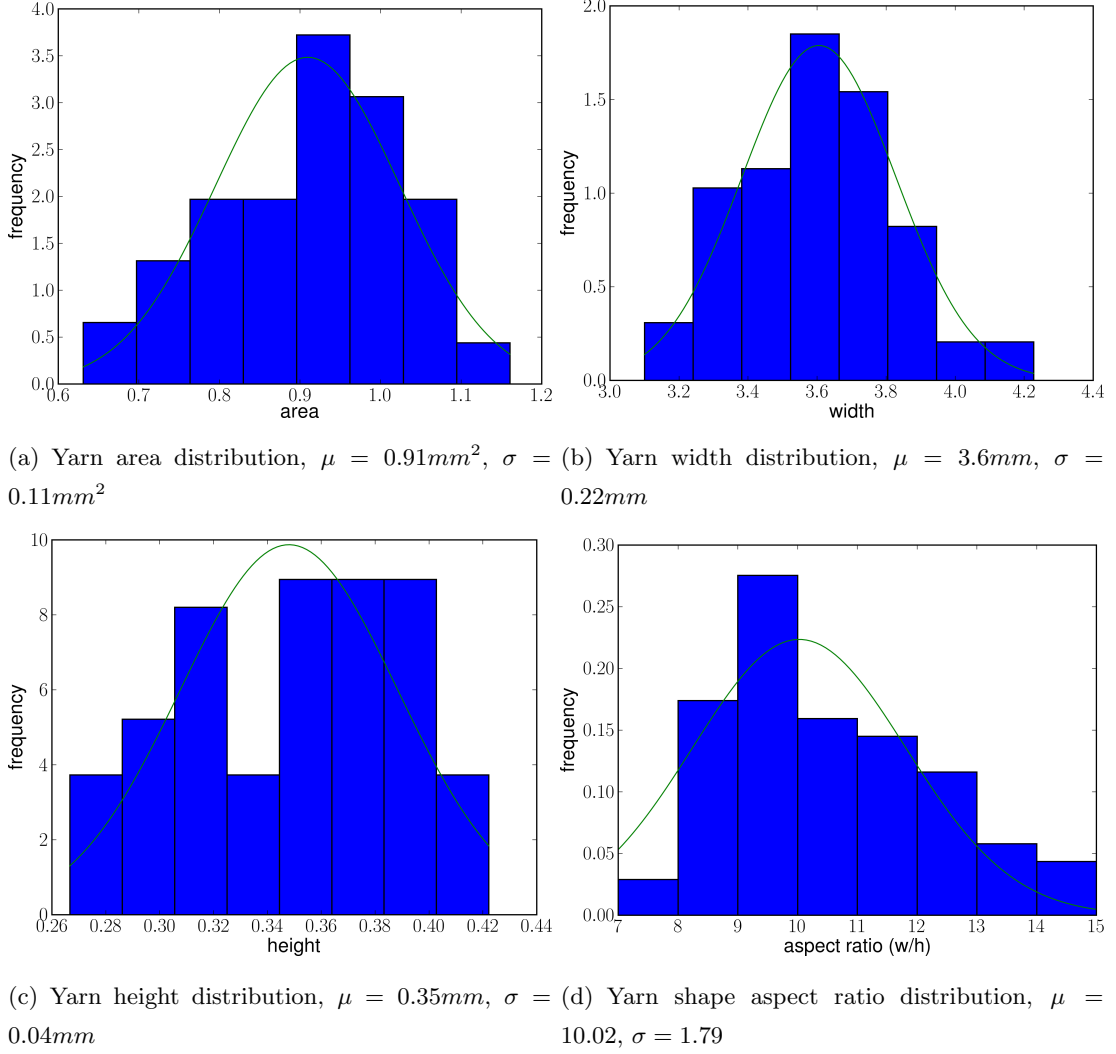 4.0
3.5
3.0
2.5
2.0
1.5
1.0
0.5
0.0
frequency
0.6 0.7 0.8 0.9 1.0 1.1 1.2
area
2.0
1.5
1.0
0.5
0.0
frequency
3.0 3.2 3.4 3.6 3.8 4.0 4.2 4.4
width
(a) Yarn area distribution, μ = 0.91mm², σ =
0.11mm²
(b) Yarn width distribution, μ = 3.6mm, σ =
0.22mm
10
8
6
4
2
0
frequency
0.26 0.28 0.30 0.32 0.34 0.36 0.38 0.40 0.42 0.44
height
0.30
0.25
0.20
0.15
0.10
0.05
0.00
frequency
7 8 9 10 11 12 13 14 15
aspect ratio (w/h)
(c) Yarn height distribution, μ = 0.35mm, σ =
0.04mm
(d) Yarn shape aspect ratio distribution, μ =
10.02, σ = 1.79